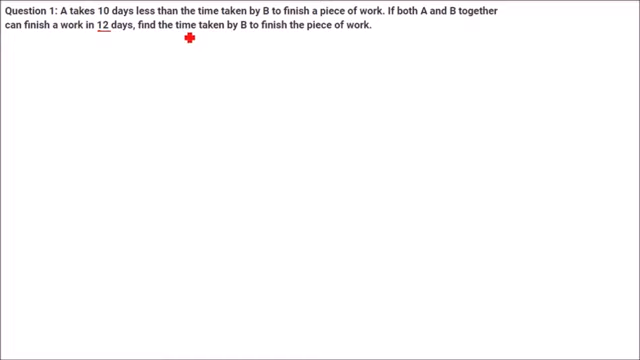 Question 1: A takes 10 days less than the time taken by B to finish a piece of work. If both A and B together
can finish a work in 12 days, find the time taken by B to finish the piece of work.